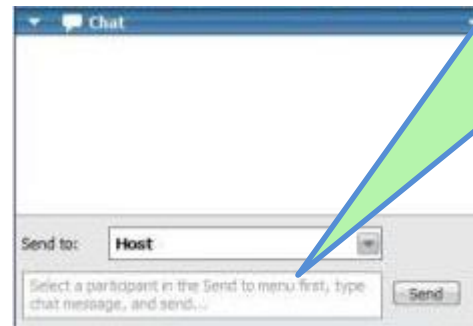 Chat
Send to: Host
Select a participant in the Send to menu first, type
chat message, and send...
Send